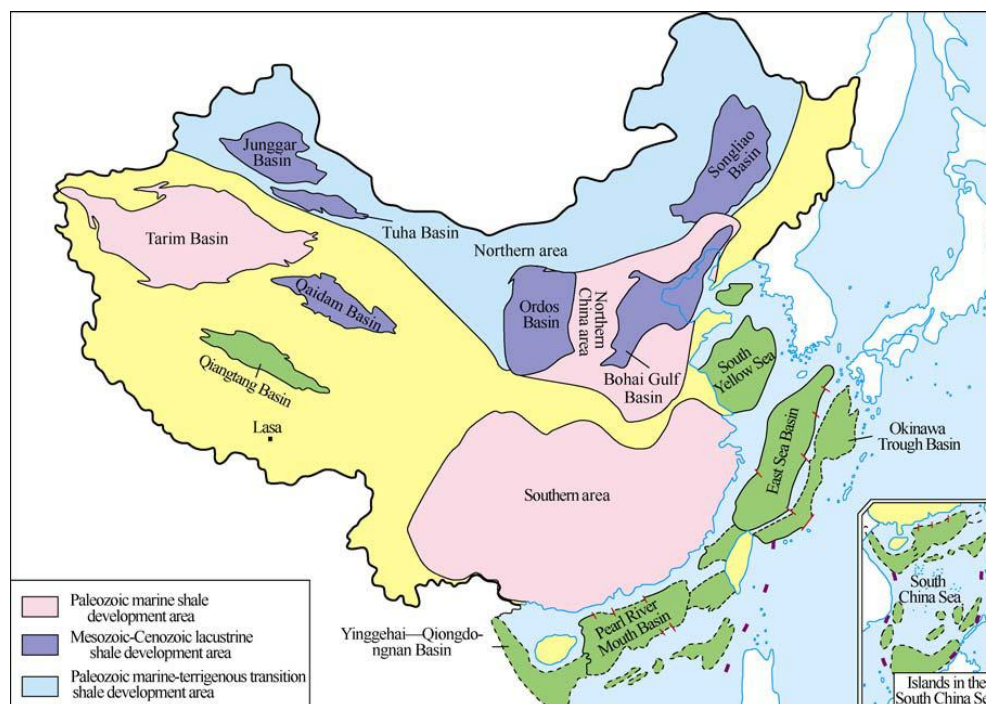 Junggar
Basin
Songliao
Basin
Tuha Basin
Tarim Basin
Northern area
Qaidam Basin
Ordos
Basin
Northern
China area
Qiangtang Basin
Bohai Gulf
Basin
South
Yellow Sea
Lasa
Okinawa
Trough Basin
East Sea Basin
Southern area
South
China Sea
Pearl River
Mouth Basin
Yinggehai—Qiongdo-
ngnan Basin
Islands in the
South China Se
Paleozoic marine shale
development area
Mesozoic-Cenozoic lacustrine
shale development area
Paleozoic marine-terrigenous transition
shale development area